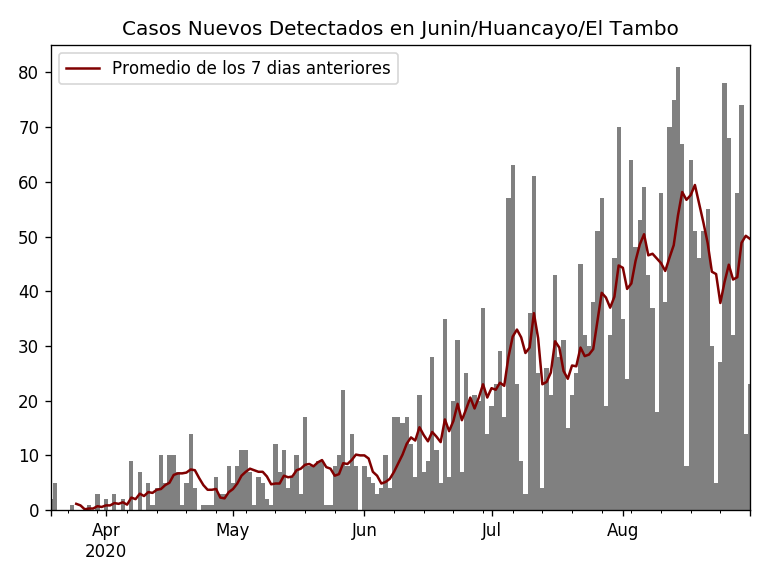 Casos Nuevos Detectados en Junin/Huancayo/El Tambo
Promedio de los 7 dias anteriores
80
70
60
50
40
30
20
10
0
Apr
2020
May
Jun
Jul
Aug